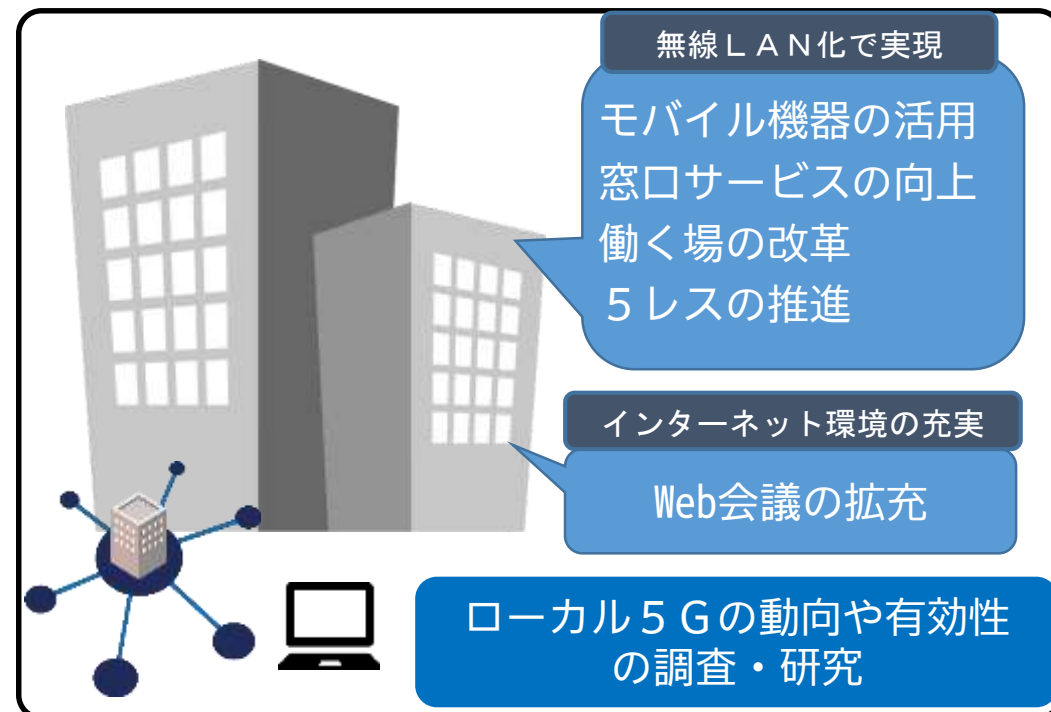 無線ＬＡＮ化で実現
モバイル機器の活用
窓口サービスの向上
働く場の改革
５レスの推進
インターネット環境の充実
Web会議の拡充
ローカル５Ｇの動向や有効性
の調査・研究